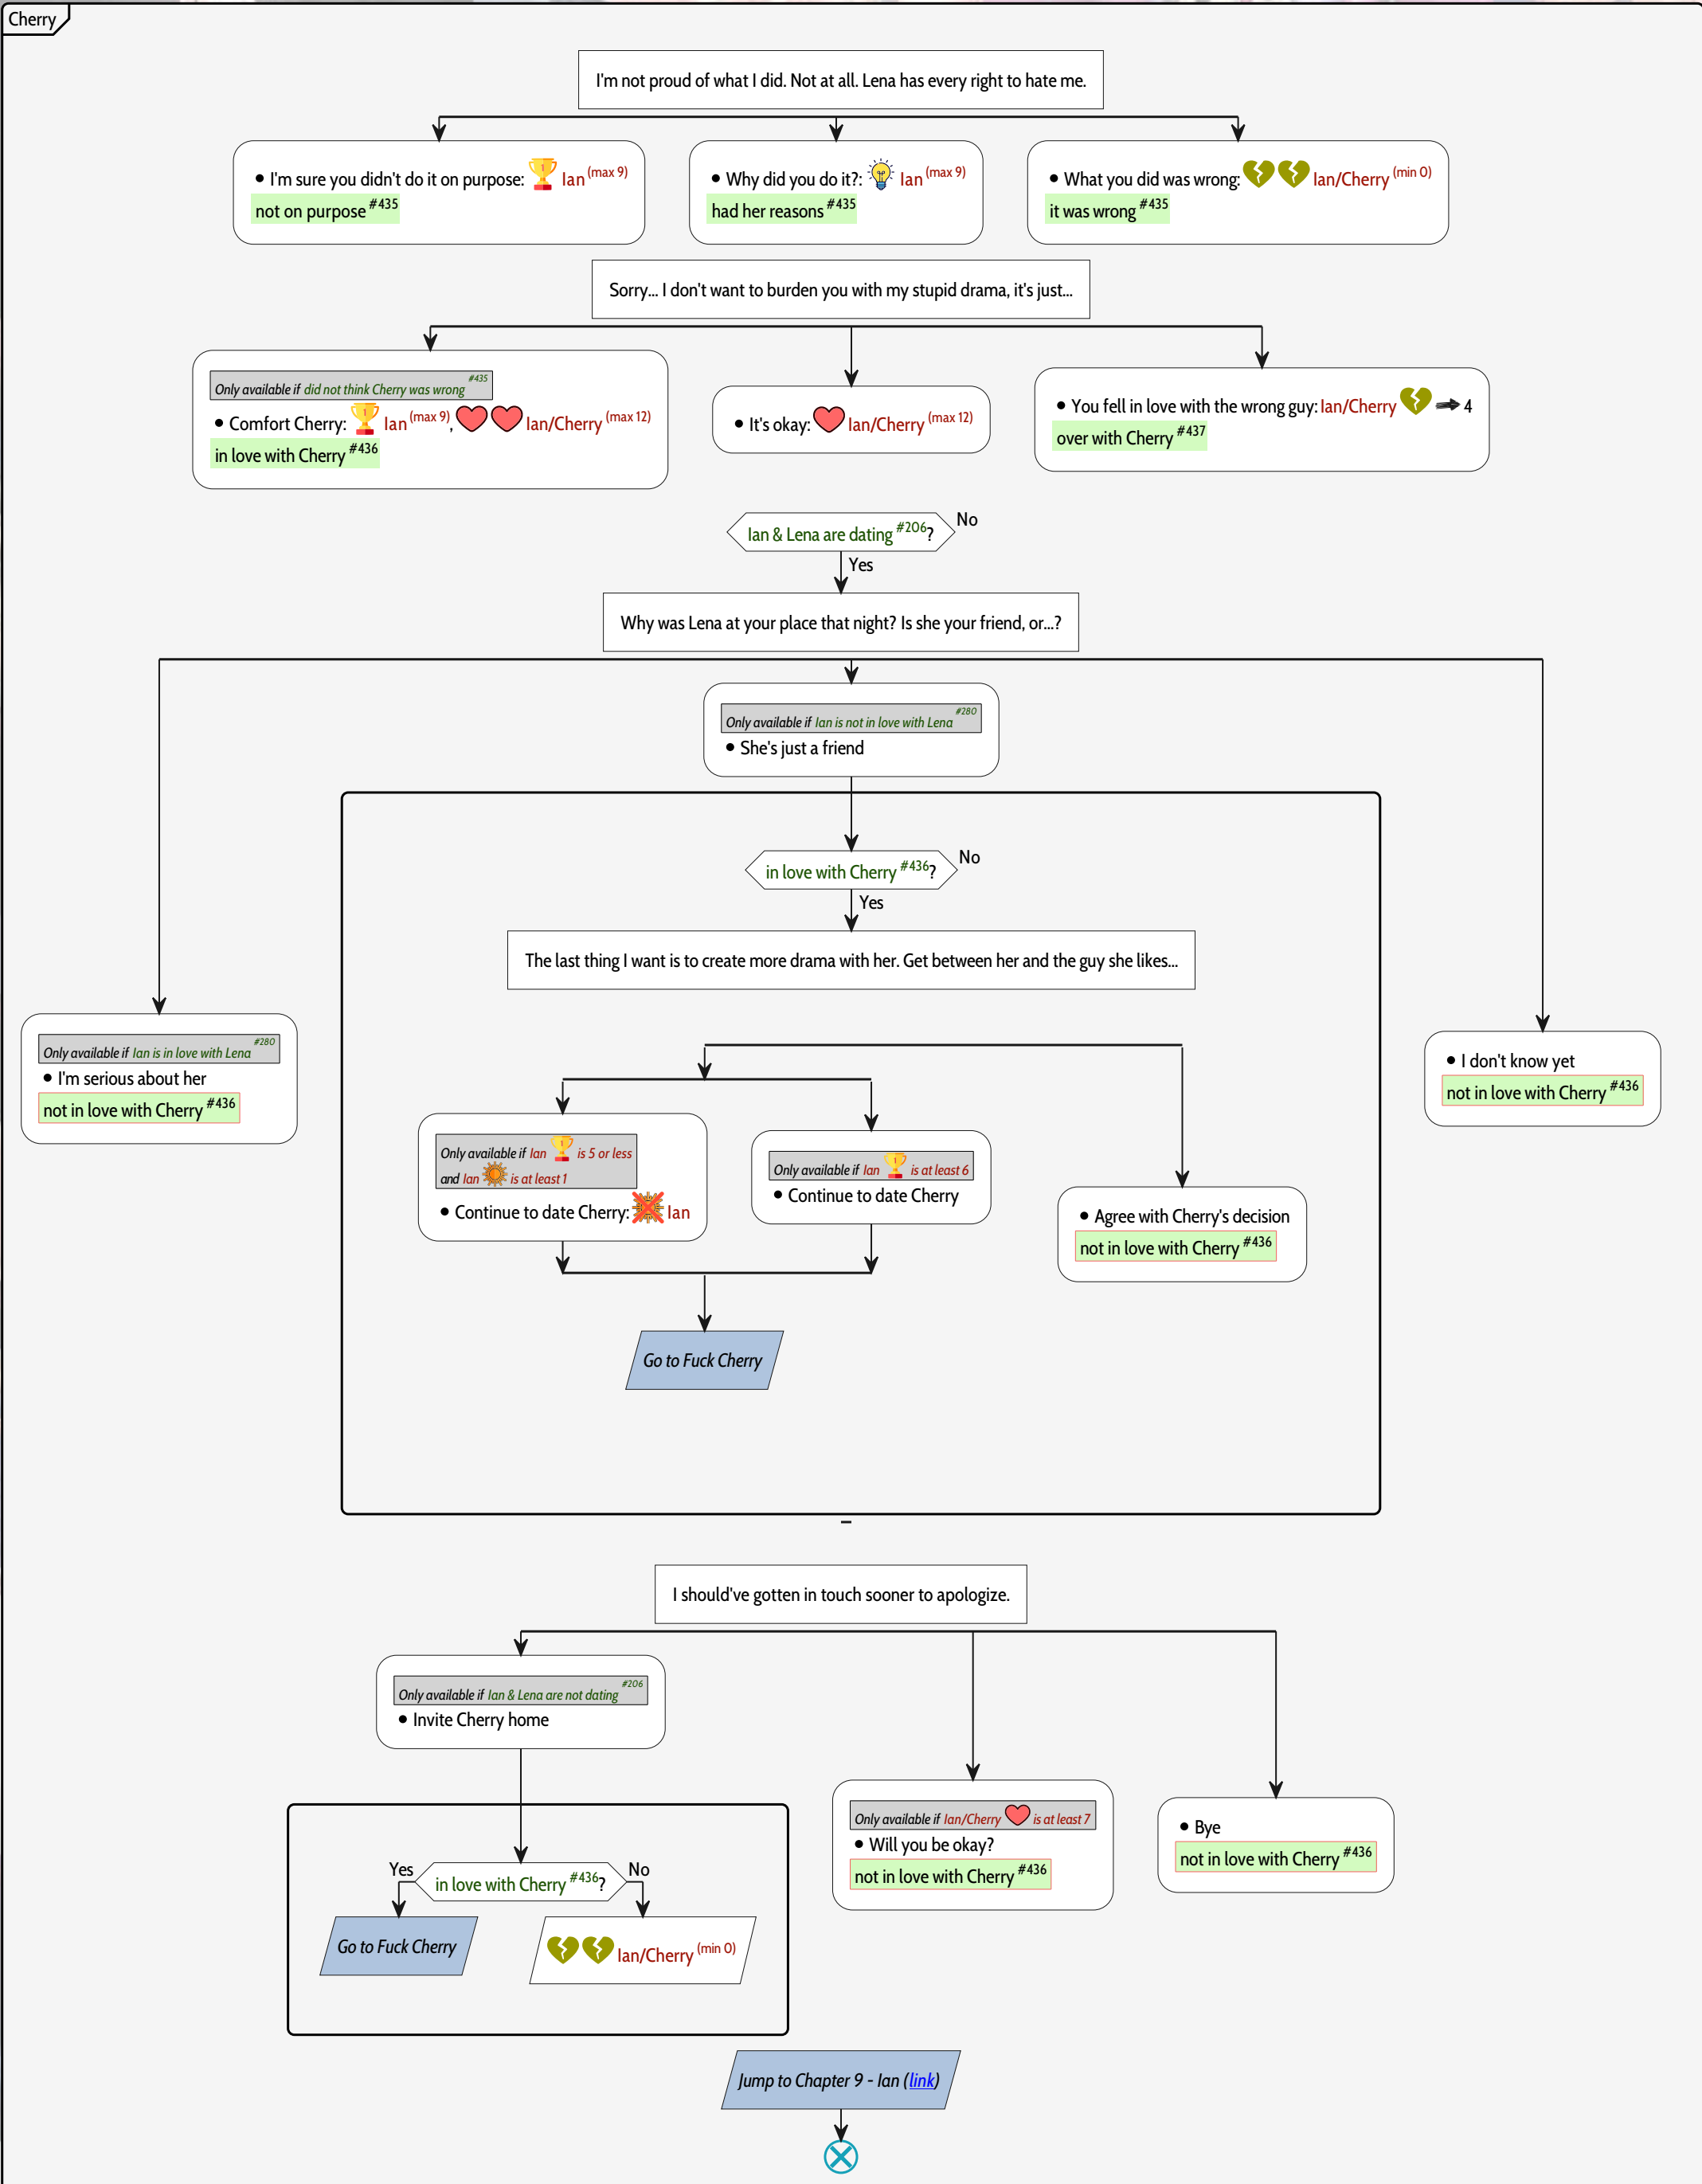 Cherry
I'm not proud of what I did. Not at all. Lena has every right to hate me.
• I'm sure you didn't do it on purpose: Ian (max 9)
not on purpose #435
• Why did you do it?: Ian (max 9)
had her reasons #435
• What you did was wrong: Ian/Cherry (min 0)
it was wrong #435
Sorry... I don't want to burden you with my stupid drama, it's just...
Only available if did not think Cherry was wrong #435
• Comfort Cherry: Ian (max 9), Ian/Cherry (max 12)
in love with Cherry #436
• It's okay: Ian/Cherry (max 12)
• You fell in love with the wrong guy: Ian/Cherry 4
over with Cherry #437
Ian & Lena are dating #206?
No
Yes
Why was Lena at your place that night? Is she your friend, or...?
Only available if Ian is not in love with Lena #280
• She's just a friend
in love with Cherry #436?
No
Yes
The last thing I want is to create more drama with her. Get between her and the guy she likes...
Only available if Ian is in love with Lena #280
• I'm serious about her
not in love with Cherry #436
• I don't know yet
not in love with Cherry #436
Only available if Ian is 5 or less
and Ian is at least 1
• Continue to date Cherry: Ian
Only available if Ian is at least 6
• Continue to date Cherry
• Agree with Cherry's decision
not in love with Cherry #436
Go to Fuck Cherry
I should've gotten in touch sooner to apologize.
Only available if Ian & Lena are not dating #206
• Invite Cherry home
Only available if Ian/Cherry is at least 7
• Will you be okay?
not in love with Cherry #436
• Bye
not in love with Cherry #436
Yes
in love with Cherry #436?
No
Go to Fuck Cherry
Ian/Cherry (min 0)
Jump to Chapter 9 - Ian (link)